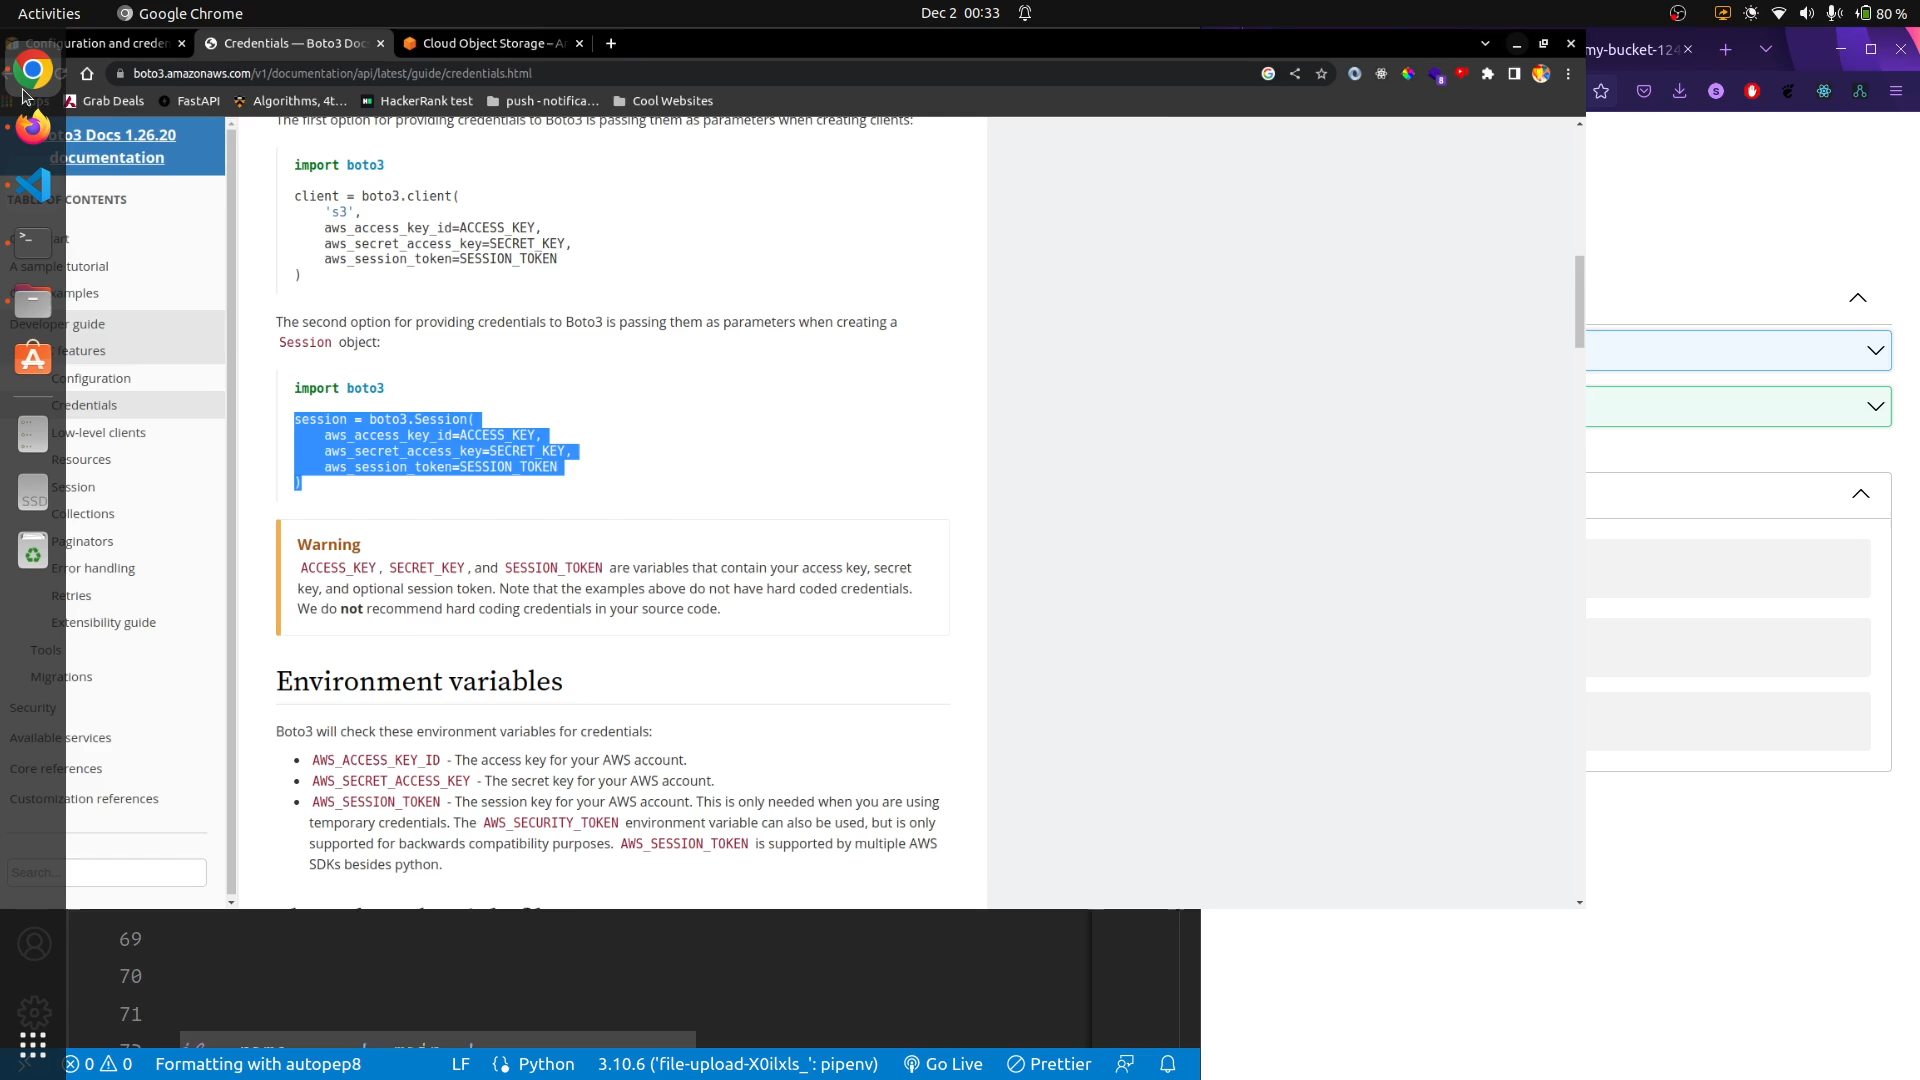 Activities
Google Chrome
Dec 2 00:33
80 %
Configuration and creden
Credentials — Boto3 Doc
Cloud Object Storage – A
my-bucket-124
boto3.amazonaws.com/v1/documentation/api/latest/guide/credentials.html
8
S
Apps
Grab Deals
FastAPI
Algorithms, 4t...
HackerRank test
push - notifica...
Cool Websites
Boto3 Docs 1.26.20
documentation
TABLE OF CONTENTS
A sample tutorial
Developer guide
features
Configuration
Credentials
Low-level clients
Resources
Session
Collections
Paginators
Error handling
Retries
Extensibility guide
Tools
Migrations
Security
Available services
Core references
Customization references
Search...
SSD
The first option for providing credentials to Boto3 is passing them as parameters when creating clients:
import boto3
client = boto3.client(
's3',
aws_access_key_id=ACCESS_KEY,
aws_secret_access_key=SECRET_KEY,
aws_session_token=SESSION_TOKEN
)
The second option for providing credentials to Boto3 is passing them as parameters when creating a
Session object:
import boto3
session = boto3.Session(
aws_access_key_id=ACCESS_KEY,
aws_secret_access_key=SECRET_KEY,
aws_session_token=SESSION_TOKEN
)
Warning
ACCESS_KEY, SECRET_KEY, and SESSION_TOKEN are variables that contain your access key, secret
key, and optional session token. Note that the examples above do not have hard coded credentials.
We do not recommend hard coding credentials in your source code.
Environment variables
Boto3 will check these environment variables for credentials:
• AWS_ACCESS_KEY_ID - The access key for your AWS account.
• AWS_SECRET_ACCESS_KEY - The secret key for your AWS account.
• AWS_SESSION_TOKEN - The session key for your AWS account. This is only needed when you are using
temporary credentials. The AWS_SECURITY_TOKEN environment variable can also be used, but is only
supported for backwards compatibility purposes. AWS_SESSION_TOKEN is supported by multiple AWS
SDKs besides python.
69
70
71
0
0
Formatting with autopep8
LF
Python
3.10.6 ('file-upload-X0ilxls_': pipenv)
Go Live
Prettier